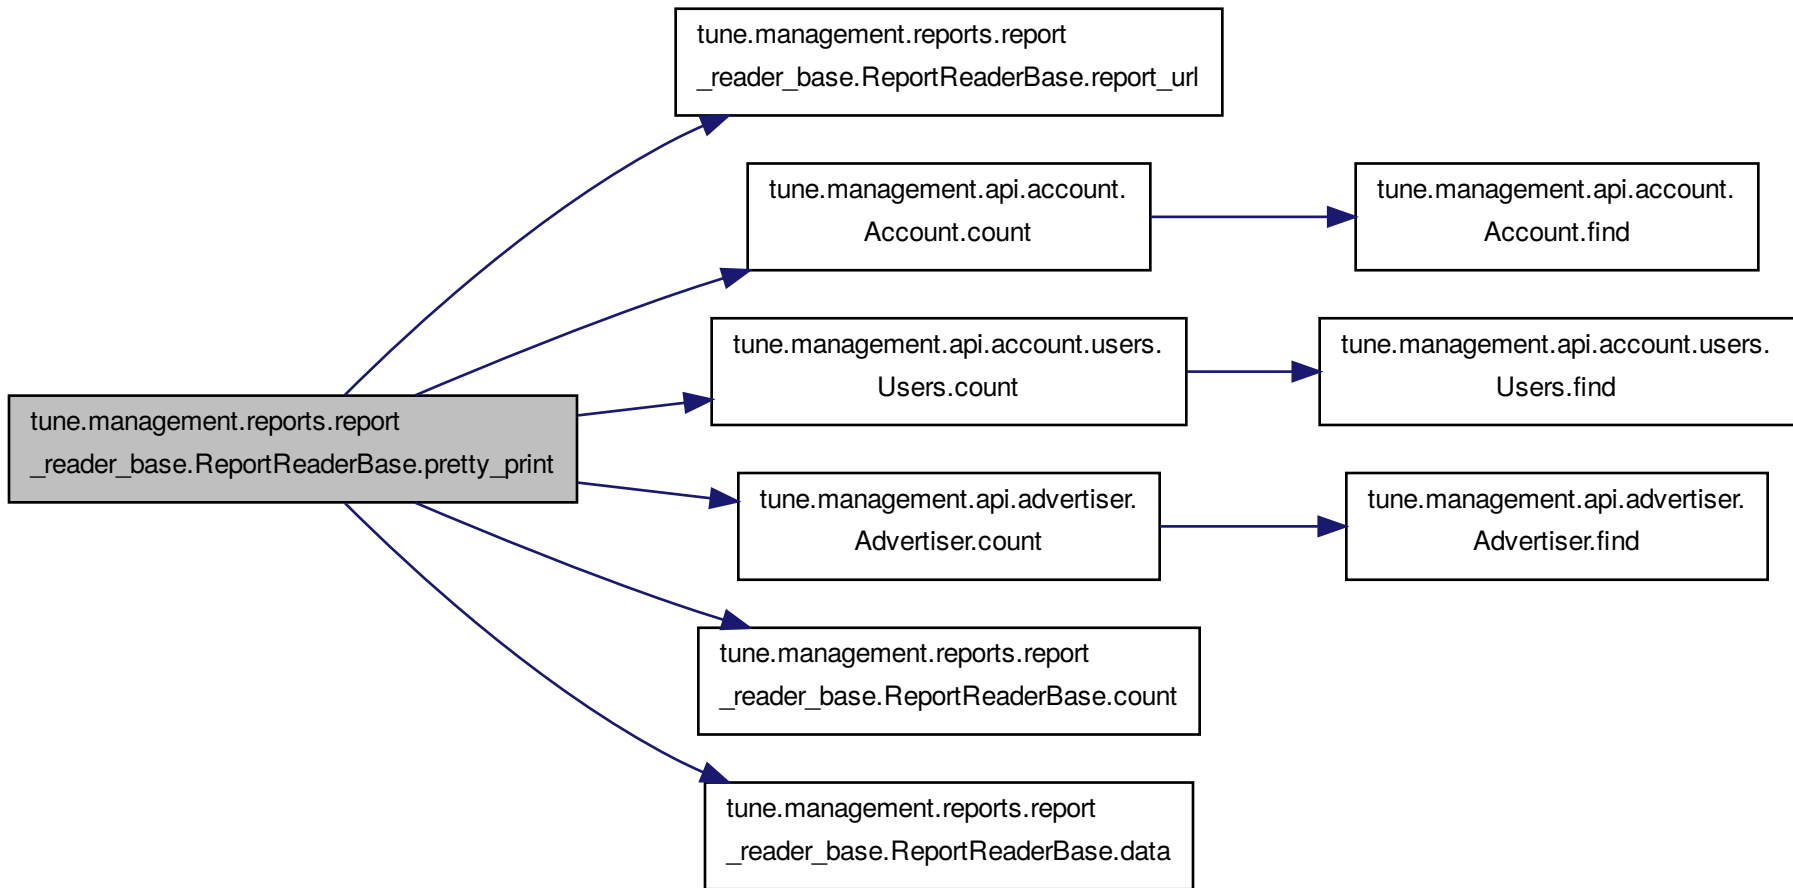 tune.management.reports.report
_reader_base.ReportReaderBase.report_url
tune.management.api.account.
Account.count
tune.management.api.account.
Account.find
tune.management.api.account.users.
Users.count
tune.management.api.account.users.
Users.find
tune.management.reports.report
_reader_base.ReportReaderBase.pretty_print
tune.management.api.advertiser.
Advertiser.count
tune.management.api.advertiser.
Advertiser.find
tune.management.reports.report
_reader_base.ReportReaderBase.count
tune.management.reports.report
_reader_base.ReportReaderBase.data